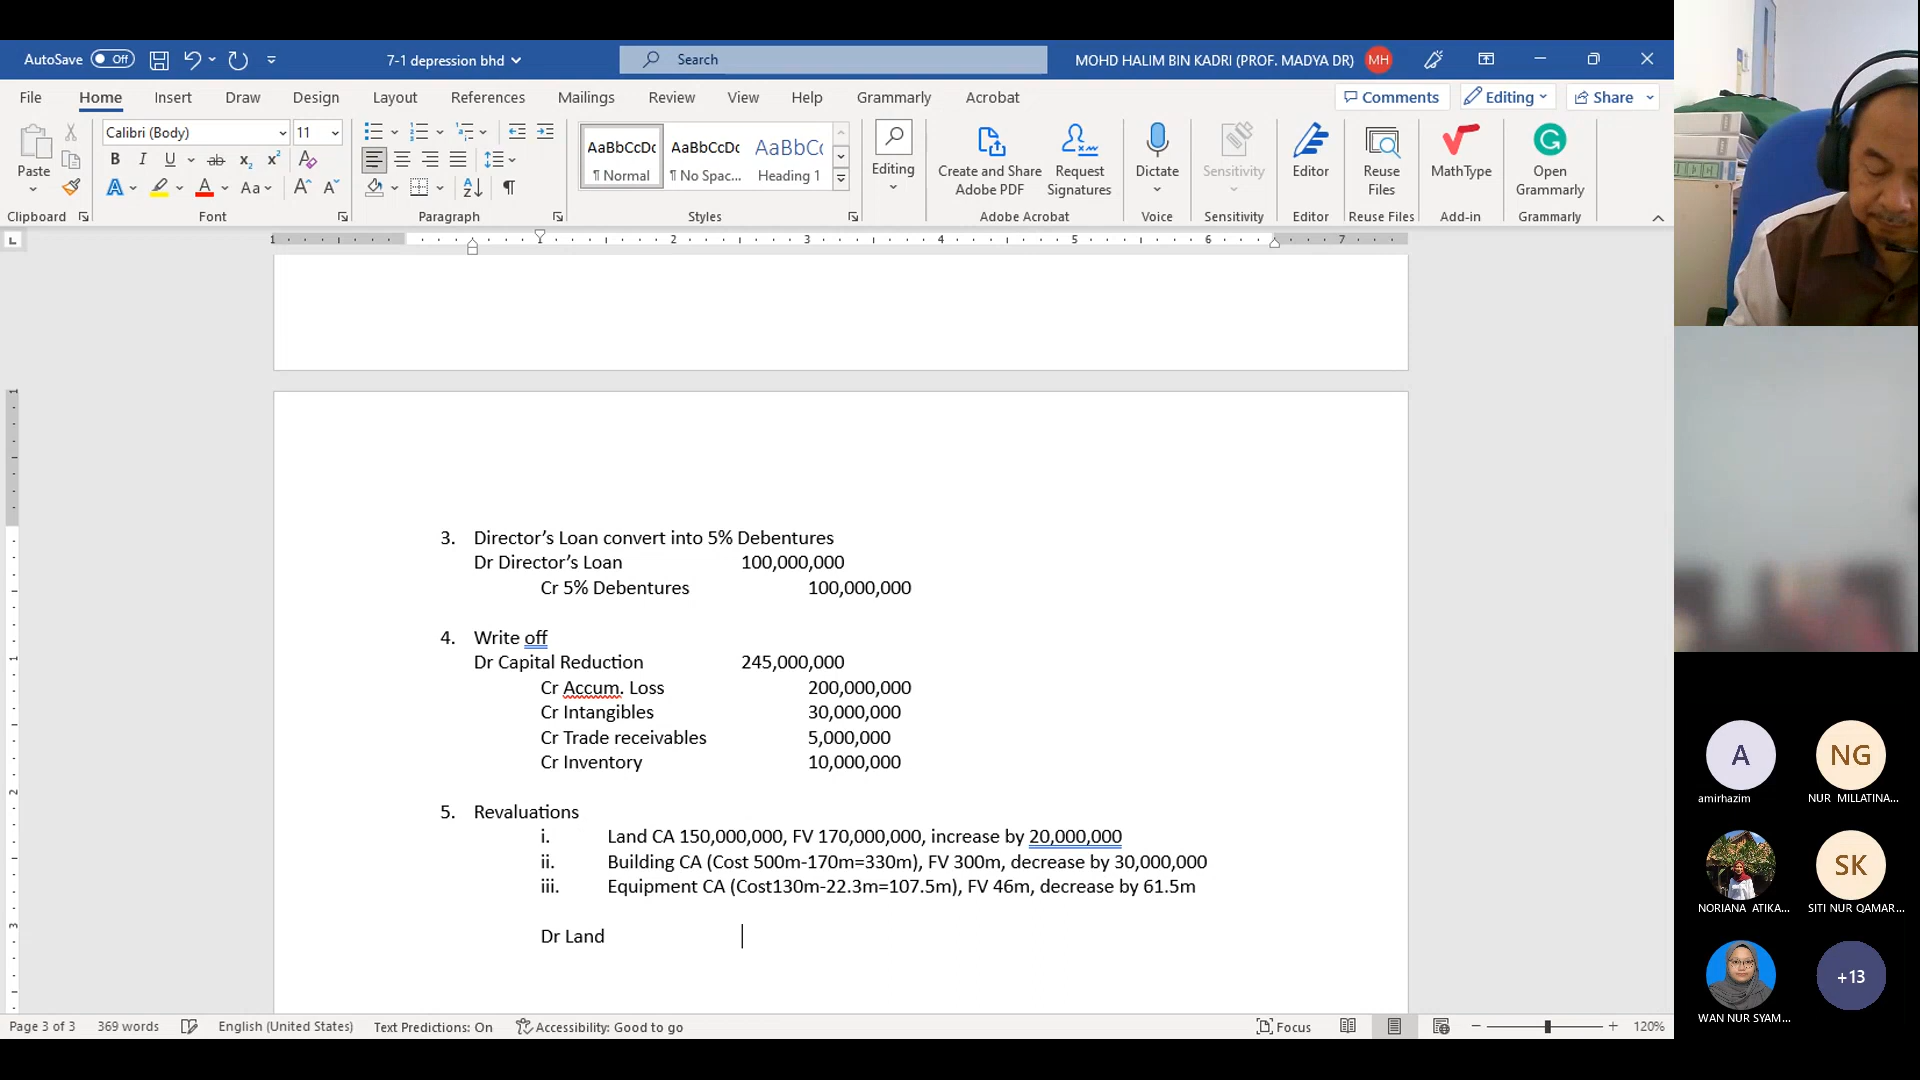 AutoSave Off 7-1 depression bhd Search MOHD HALIM BIN KADRI (PROF. MADYA DR) MH
File Home Insert Draw Design Layout References Mailings Review View Help Grammarly Acrobat Comments Editing Share
Paste
Clipboard
Calibri (Body) 11
Font
Paragraph
AaBbCcDc AaBbCcDc AaBbCc
¶ Normal ¶ No Spac... Heading 1
Styles
Editing
Create and Share Adobe PDF
Request Signatures
Adobe Acrobat
Dictate
Voice
Sensitivity
Sensitivity
Editor
Editor
Reuse Files
Reuse Files
MathType
Add-in
Open Grammarly
Grammarly
1 1 2 3 4 5 6 7
3. Director’s Loan convert into 5% Debentures
Dr Director’s Loan 100,000,000
Cr 5% Debentures 100,000,000
4. Write off
Dr Capital Reduction 245,000,000
Cr Accum. Loss 200,000,000
Cr Intangibles 30,000,000
Cr Trade receivables 5,000,000
Cr Inventory 10,000,000
5. Revaluations
i. Land CA 150,000,000, FV 170,000,000, increase by 20,000,000
ii. Building CA (Cost 500m-170m=330m), FV 300m, decrease by 30,000,000
iii. Equipment CA (Cost130m-22.3m=107.5m), FV 46m, decrease by 61.5m
Dr Land
Page 3 of 3 369 words English (United States) Text Predictions: On Accessibility: Good to go Focus 120%
A
amirhazim
NG
NUR MILLATINA...
NORIANA ATIKA...
SK
SITI NUR QAMAR...
WAN NUR SYAM...
+13